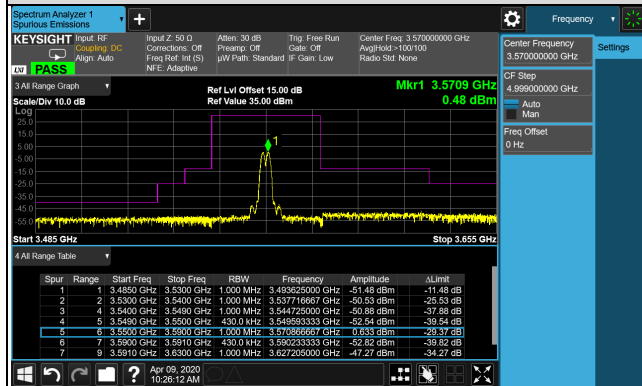 Spectrum Analyzer 1
Spurious Emissions
Frequency
KEYSIGHT
Input: RF
Coupling: DC
Align: Auto
Input Z: 50 Ω
Corrections: Off
Freq Ref: Int (S)
NFE: Adaptive
Atten: 30 dB
Preamp: Off
µW Path: Standard
Trig: Free Run
Gate: Off
IF Gain: Low
Center Freq: 3.570000000 GHz
Avg|Hold:>100/100
Radio Std: None
LXI PASS
Center Frequency
3.570000000 GHz
Settings
CF Step
4.999000000 GHz
Auto
Man
Freq Offset
0 Hz
3 All Range Graph
Ref Lvl Offset 15.00 dB
Mkr1 3.5709 GHz
Scale/Div 10.0 dB
Ref Value 35.00 dBm
0.48 dBm
Log
25.0
15.0
5.00
-5.00
-15.0
-25.0
-35.0
-45.0
-55.0
1
Start 3.485 GHz
Stop 3.655 GHz
4 All Range Table
Spur Range Start Freq Stop Freq RBW Frequency Amplitude ΔLimit
1 1 3.4850 GHz 3.5300 GHz 1.000 MHz 3.493625000 GHz -51.48 dBm -11.48 dB
2 2 3.5300 GHz 3.5400 GHz 1.000 MHz 3.537716667 GHz -50.53 dBm -25.53 dB
3 4 3.5400 GHz 3.5490 GHz 1.000 MHz 3.544725000 GHz -50.88 dBm -37.88 dB
4 5 3.5490 GHz 3.5500 GHz 430.0 kHz 3.549593333 GHz -52.54 dBm -39.54 dB
5 6 3.5500 GHz 3.5900 GHz 1.000 MHz 3.570866667 GHz 0.633 dBm -29.37 dB
6 7 3.5900 GHz 3.5910 GHz 430.0 kHz 3.590233333 GHz -52.82 dBm -39.82 dB
7 9 3.5910 GHz 3.6300 GHz 1.000 MHz 3.627205000 GHz -47.27 dBm -34.27 dB
Apr 09, 2020
10:26:12 AM